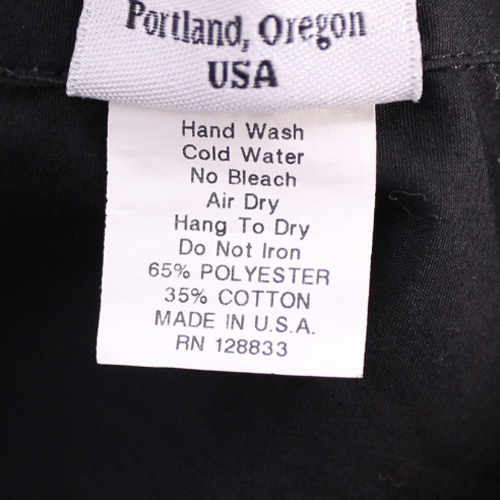 Portland, Oregon
USA
Hand Wash
Cold Water
No Bleach
Air Dry
Hang To Dry
Do Not Iron
65% POLYESTER
35% COTTON
MADE IN U.S.A.
RN 128833